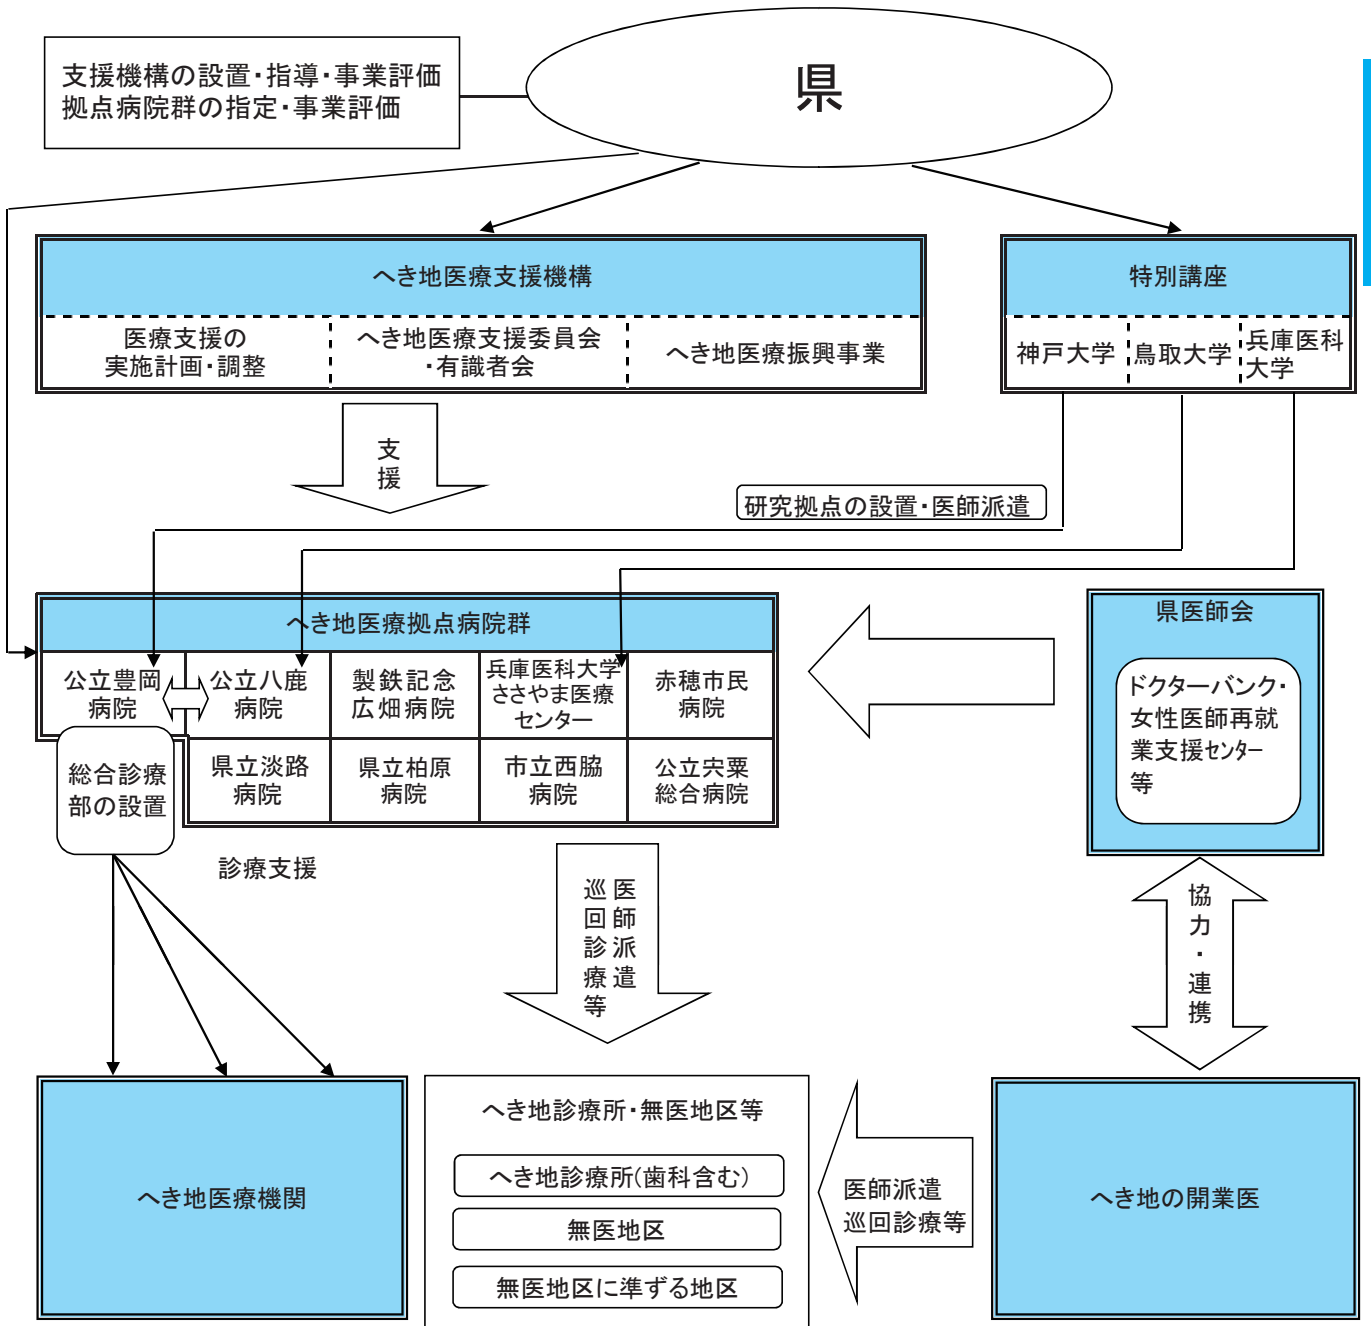 支援機構の設置・指導・事業評価
拠点病院群の指定・事業評価
県
へき地医療支援機構
医療支援の
実施計画・調整
へき地医療支援委員会
・有識者会
へき地医療振興事業
特別講座
神戸大学
鳥取大学
兵庫医科
大学
支
援
研究拠点の設置・医師派遣
へき地医療拠点病院群
公立豊岡
病院
公立八鹿
病院
製鉄記念
広畑病院
兵庫医科大学
ささやま医療
センター
赤穂市民
病院
県立淡路
病院
県立柏原
病院
市立西脇
病院
公立宍粟
総合病院
総合診療
部の設置
県医師会
ドクターバンク・
女性医師再就
業支援センター
等
診療支援
医師派遣
巡回診療等
協力・連携
へき地医療機関
へき地診療所・無医地区等
へき地診療所(歯科含む)
無医地区
無医地区に準ずる地区
医師派遣
巡回診療等
へき地の開業医